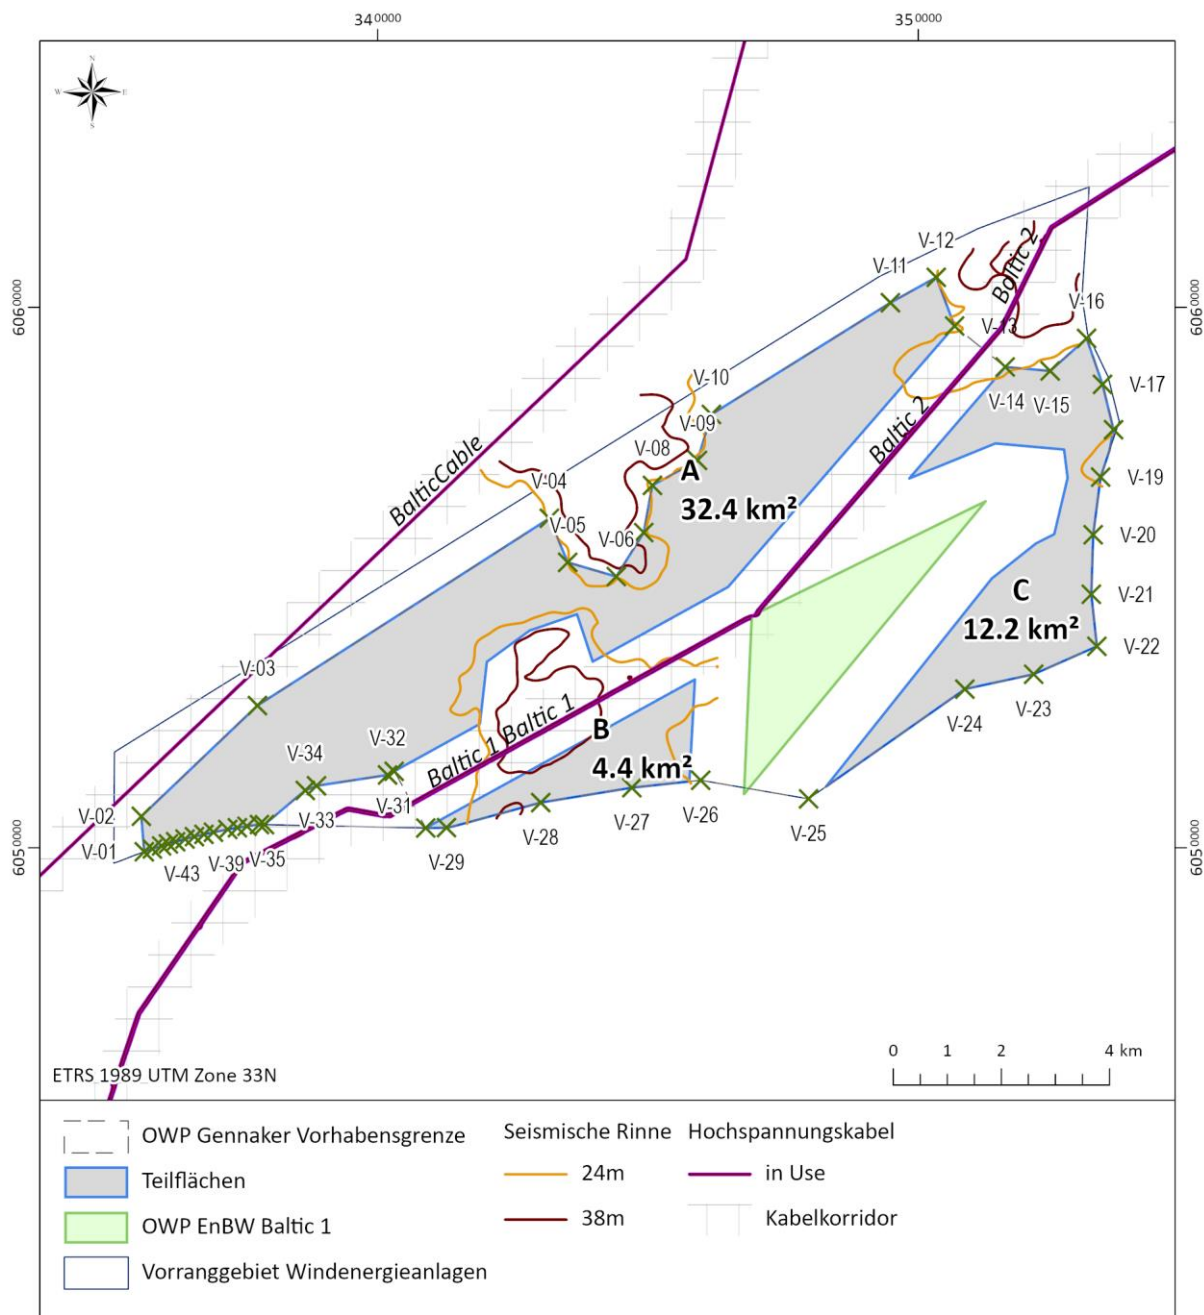 34⁰⁰⁰⁰
35⁰⁰⁰⁰
N
W
E
S
606⁰⁰⁰⁰
606⁰⁰⁰⁰
605⁰⁰⁰⁰
605⁰⁰⁰⁰
Baltic 2
V-12
V-11
V-16
V-13
V-10
V-17
V-14
V-15
V-09
Baltic 2
V-08
BalticCable
A
32.4 km²
V-04
V-19
V-05
V-06
V-20
C
12.2 km²
V-21
V-22
V-03
V-23
V-24
B
4.4 km²
Baltic 1
Baltic 1
V-34
V-32
V-02
V-33
V-31
V-01
V-43
V-39
V-35
V-29
V-28
V-27
V-26
V-25
0 1 2 4 km
ETRS 1989 UTM Zone 33N
OWP Gennaker Vorhabensgrenze
Teilflächen
OWP EnBW Baltic 1
Vorranggebiet Windenergieanlagen
Seismische Rinne
24m
38m
Hochspannungskabel
in Use
Kabelkorridor